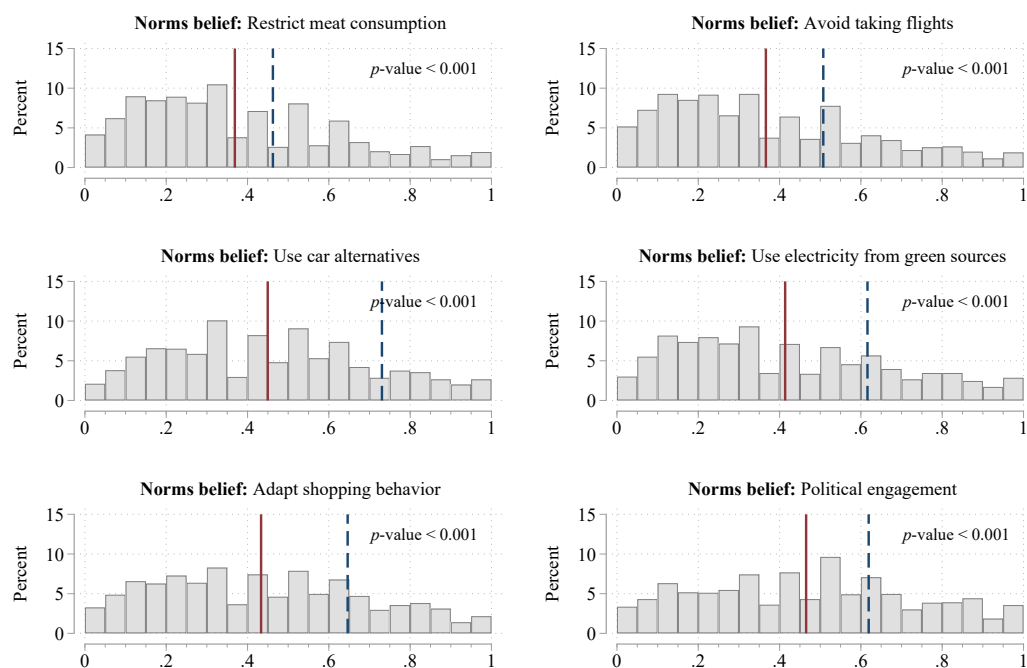 Norms belief: Restrict meat consumption
Percent
15
10
5
0
p-value < 0.001
0 .2 .4 .6 .8 1
Norms belief: Avoid taking flights
Percent
15
10
5
0
p-value < 0.001
0 .2 .4 .6 .8 1
Norms belief: Use car alternatives
Percent
15
10
5
0
p-value < 0.001
0 .2 .4 .6 .8 1
Norms belief: Use electricity from green sources
Percent
15
10
5
0
p-value < 0.001
0 .2 .4 .6 .8 1
Norms belief: Adapt shopping behavior
Percent
15
10
5
0
p-value < 0.001
0 .2 .4 .6 .8 1
Norms belief: Political engagement
Percent
15
10
5
0
p-value < 0.001
0 .2 .4 .6 .8 1